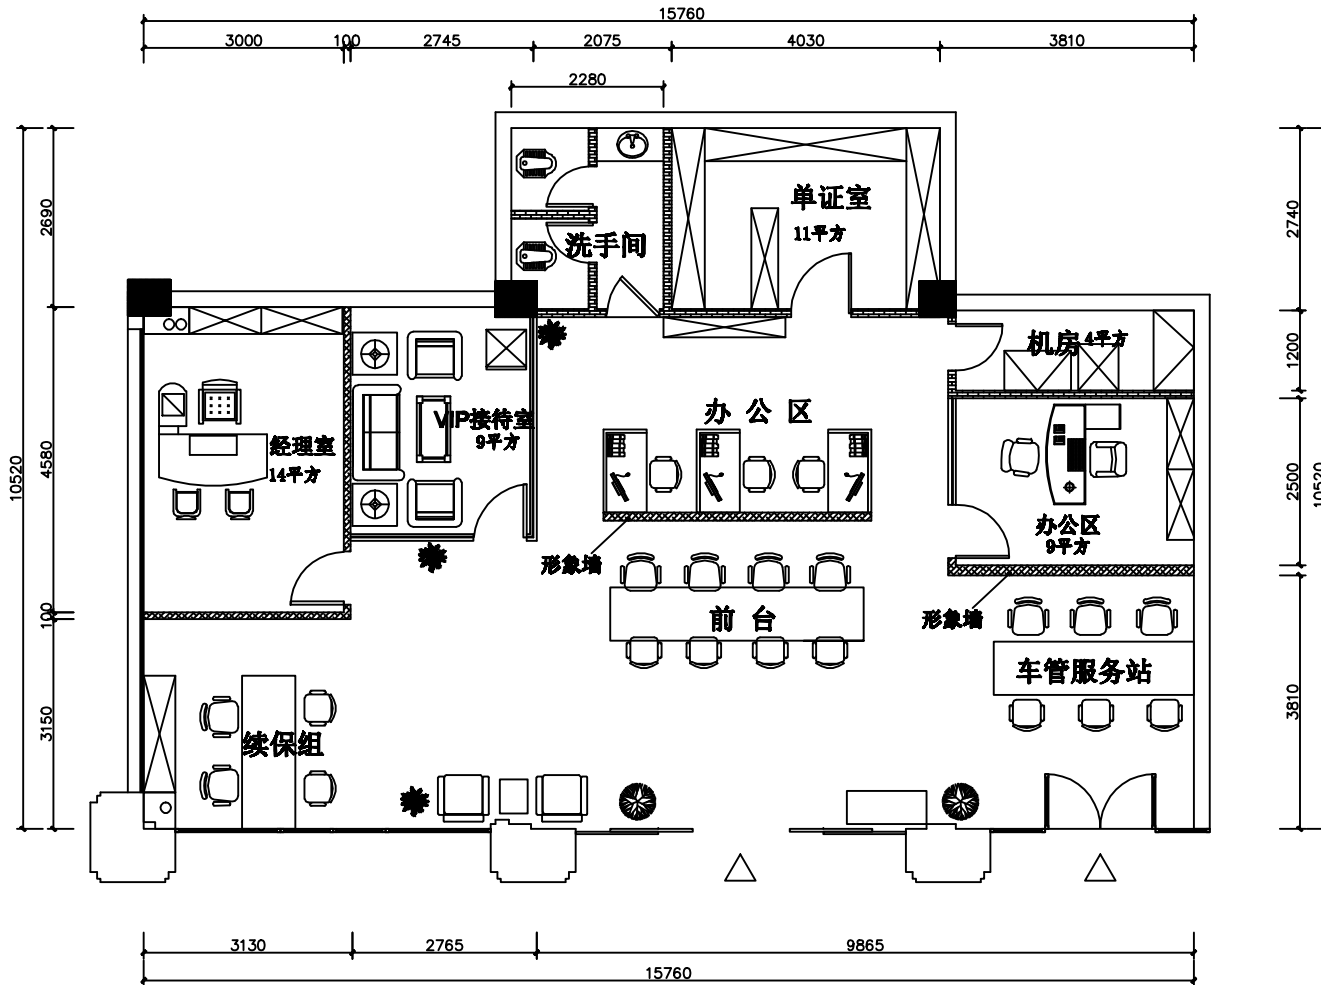 15760
3000 100 2745 2075 4030 3810
2280
2690
2740
单证室
11平方
洗手间
机房 4平方
1200
办 公 区
VIP接待室
9平方
经理室
14平方
4580
10520
2500
10520
办公区
9平方
形象墙
前 台
形象墙
100
车管服务站
3150
3810
续保组
3130 2765 9865
15760